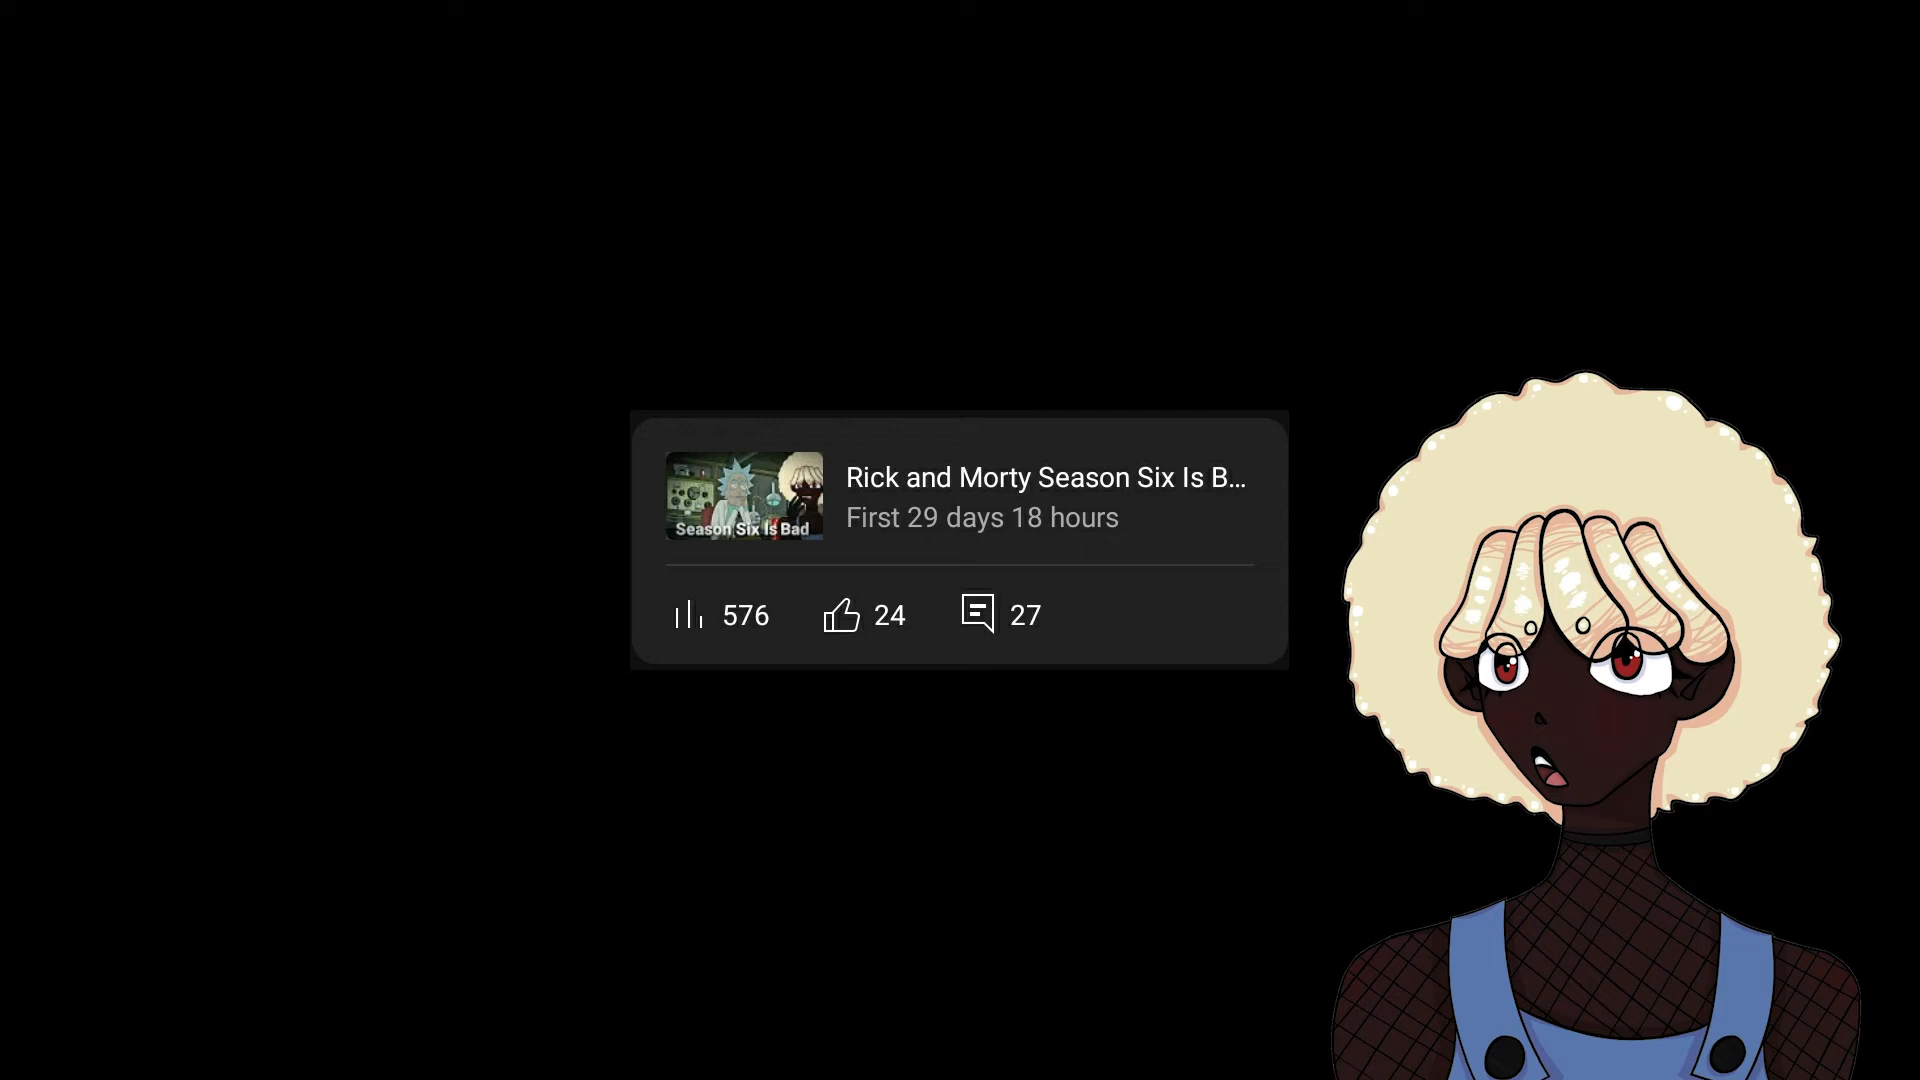 Season Six Is Bad
Rick and Morty Season Six Is B...
First 29 days 18 hours
576
24
27